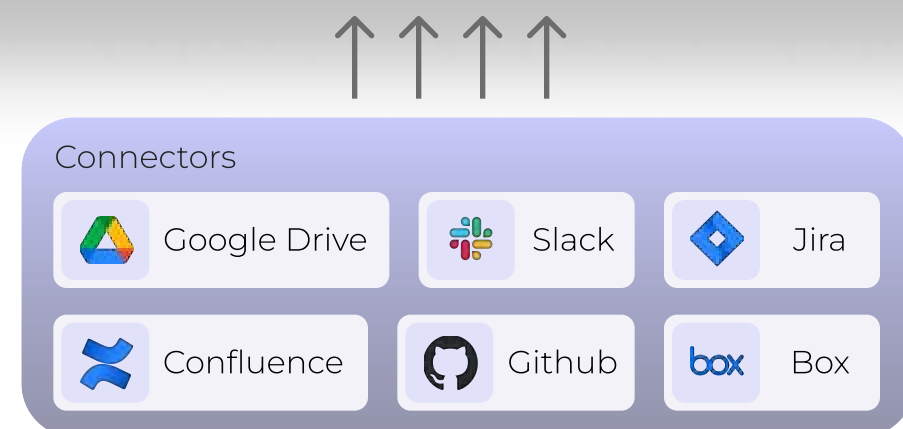 Connectors
Google Drive
Slack
Jira
Confluence
Github
box
Box